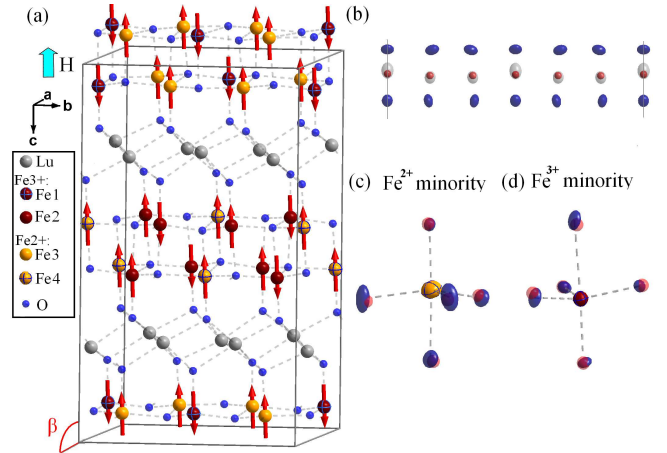 (a)
H
a
b
c
Lu
Fe3+:
Fe1
Fe2
Fe2+:
Fe3
Fe4
O
β
(b)
(c) Fe²⁺ minority
(d) Fe³⁺ minority